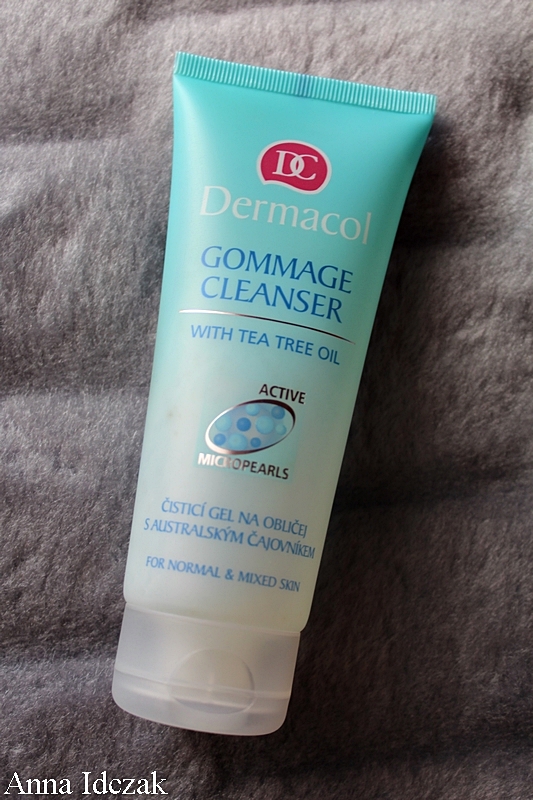 DC
Dermacol
GOMMAGE
CLEANSER
WITH TEA TREE OIL
ACTIVE
MICROPEARLS
ČISTICÍ GEL NA OBLIČEJ
S AUSTRALSKÝM ČAJOVNÍKEM
FOR NORMAL & MIXED SKIN
Anna Idczak